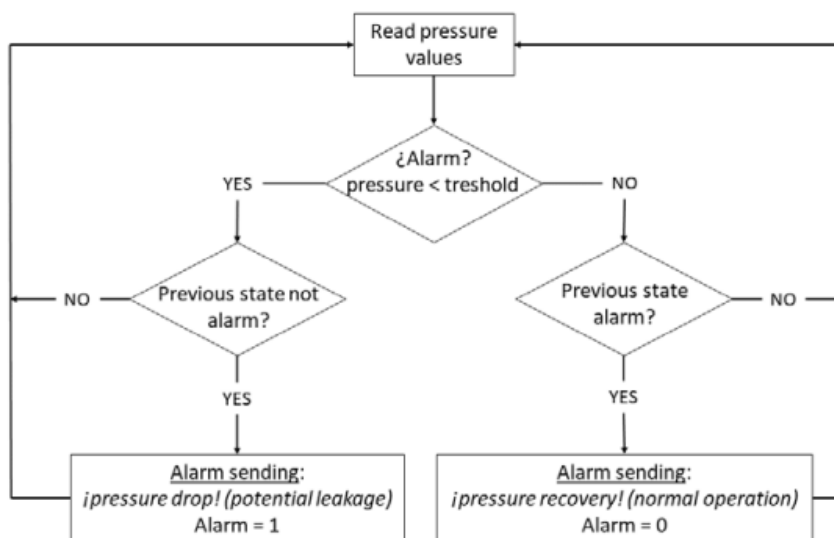 Read pressure
values
¿Alarm?
pressure < treshold
YES
NO
Previous state not
alarm?
NO
Previous state
alarm?
NO
YES
YES
Alarm sending:
¡pressure drop! (potential leakage)
Alarm = 1
Alarm sending:
¡pressure recovery! (normal operation)
Alarm = 0